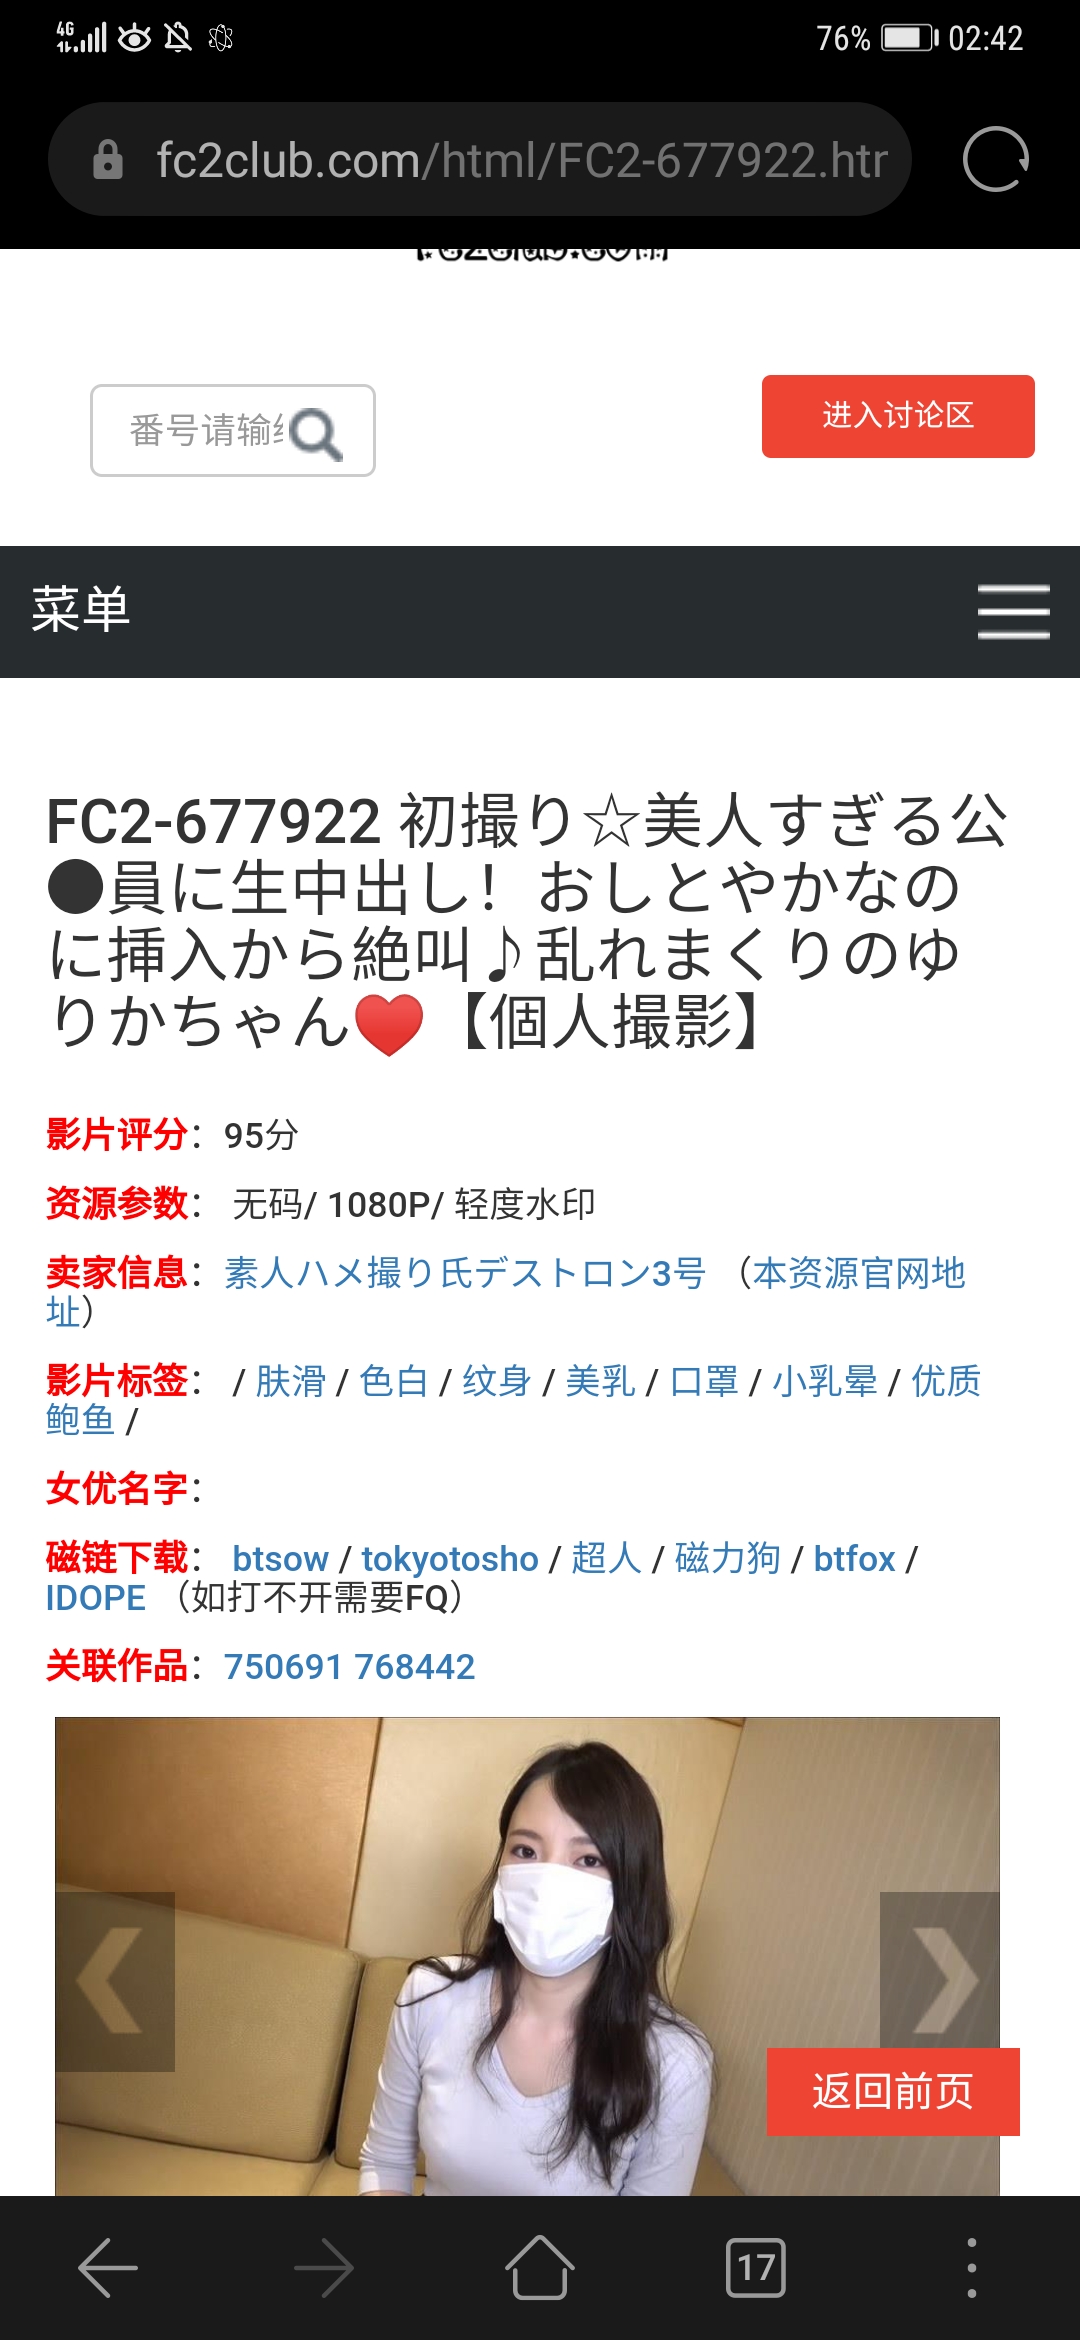 4G
76% 02:42
fc2club.com/html/FC2-677922.htr
番号请输
进入讨论区
菜单
FC2-677922 初撮り☆美人すぎる公
●員に生中出し！おしとやかなの
に挿入から絶叫♪乱れまくりのゆ
りかちゃん❤【個人撮影】
影片评分：95分
资源参数： 无码/ 1080P/ 轻度水印
卖家信息：素人ハメ撮り氏デストロン3号 （本资源官网地
址）
影片标签： / 肤滑 / 色白 / 纹身 / 美乳 / 口罩 / 小乳晕 / 优质
鲍鱼 /
女优名字：
磁链下载： btsow / tokyotosho / 超人 / 磁力狗 / btfox /
IDOPE （如打不开需要FQ）
关联作品：750691 768442
返回前页
17